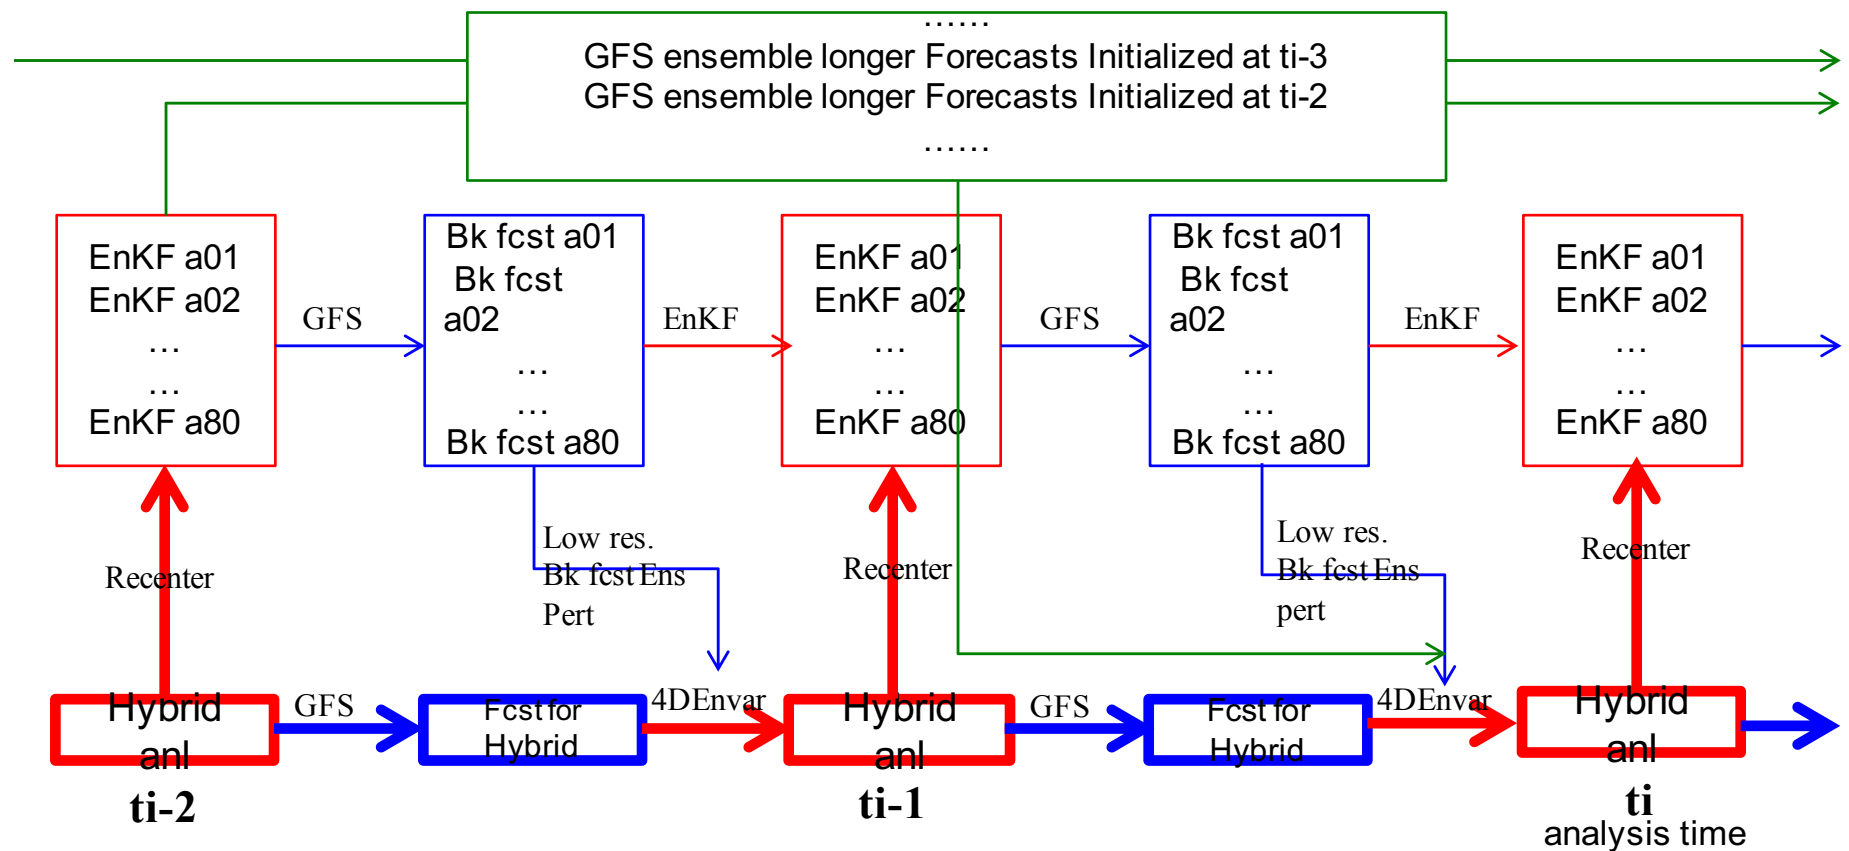 ......
GFS ensemble longer Forecasts Initialized at ti-3
GFS ensemble longer Forecasts Initialized at ti-2
......
EnKF a01
EnKF a02
...
...
EnKF a80
GFS
Bk fcst a01
Bk fcst
a02
...
...
Bk fcst a80
EnKF
EnKF a01
EnKF a02
...
...
EnKF a80
GFS
Bk fcst a01
Bk fcst
a02
...
...
Bk fcst a80
EnKF
EnKF a01
EnKF a02
...
...
EnKF a80
Recenter
Low res.
Bk fcst Ens
Pert
Recenter
Low res.
Bk fcst Ens
pert
Recenter
Hybrid
anl
GFS
Fcst for
Hybrid
4DEnvar
Hybrid
anl
GFS
Fcst for
Hybrid
4DEnvar
Hybrid
anl
ti-2
ti-1
ti
analysis time